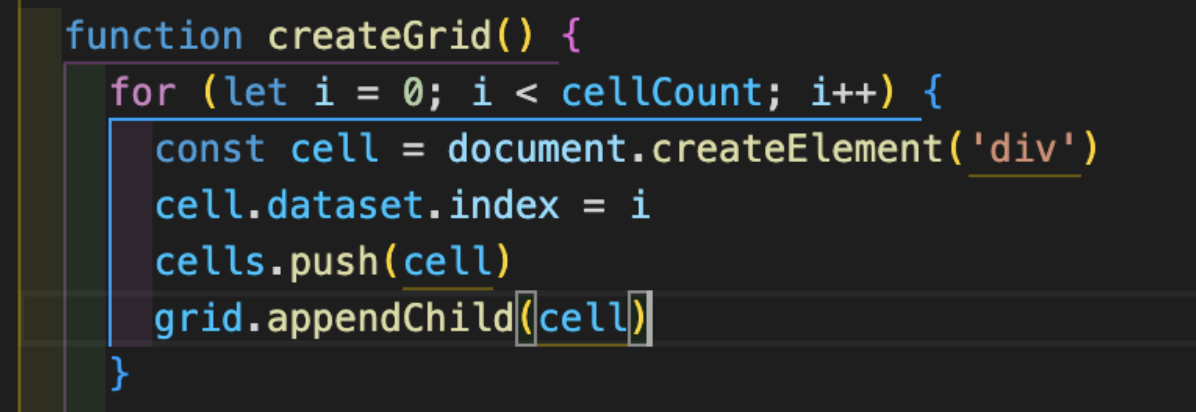 function createGrid() {
for (let i = 0; i < cellCount; i++) {
const cell = document.createElement('div')
cell.dataset.index = i
cells.push(cell)
grid.appendChild(cell)
}